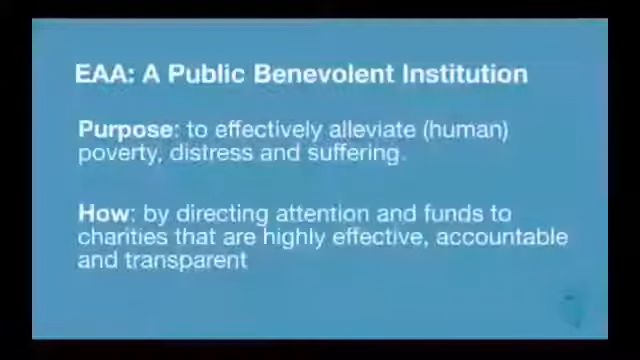 EAA: A Public Benevolent Institution
Purpose: to effectively alleviate (human)
poverty, distress and suffering.
How: by directing attention and funds to
charities that are highly effective, accountable
and transparent